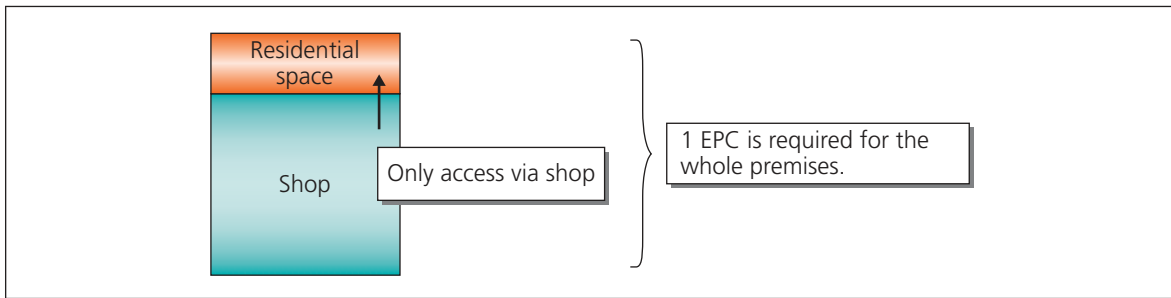 Residential
space
Shop
Only access via shop
1 EPC is required for the
whole premises.